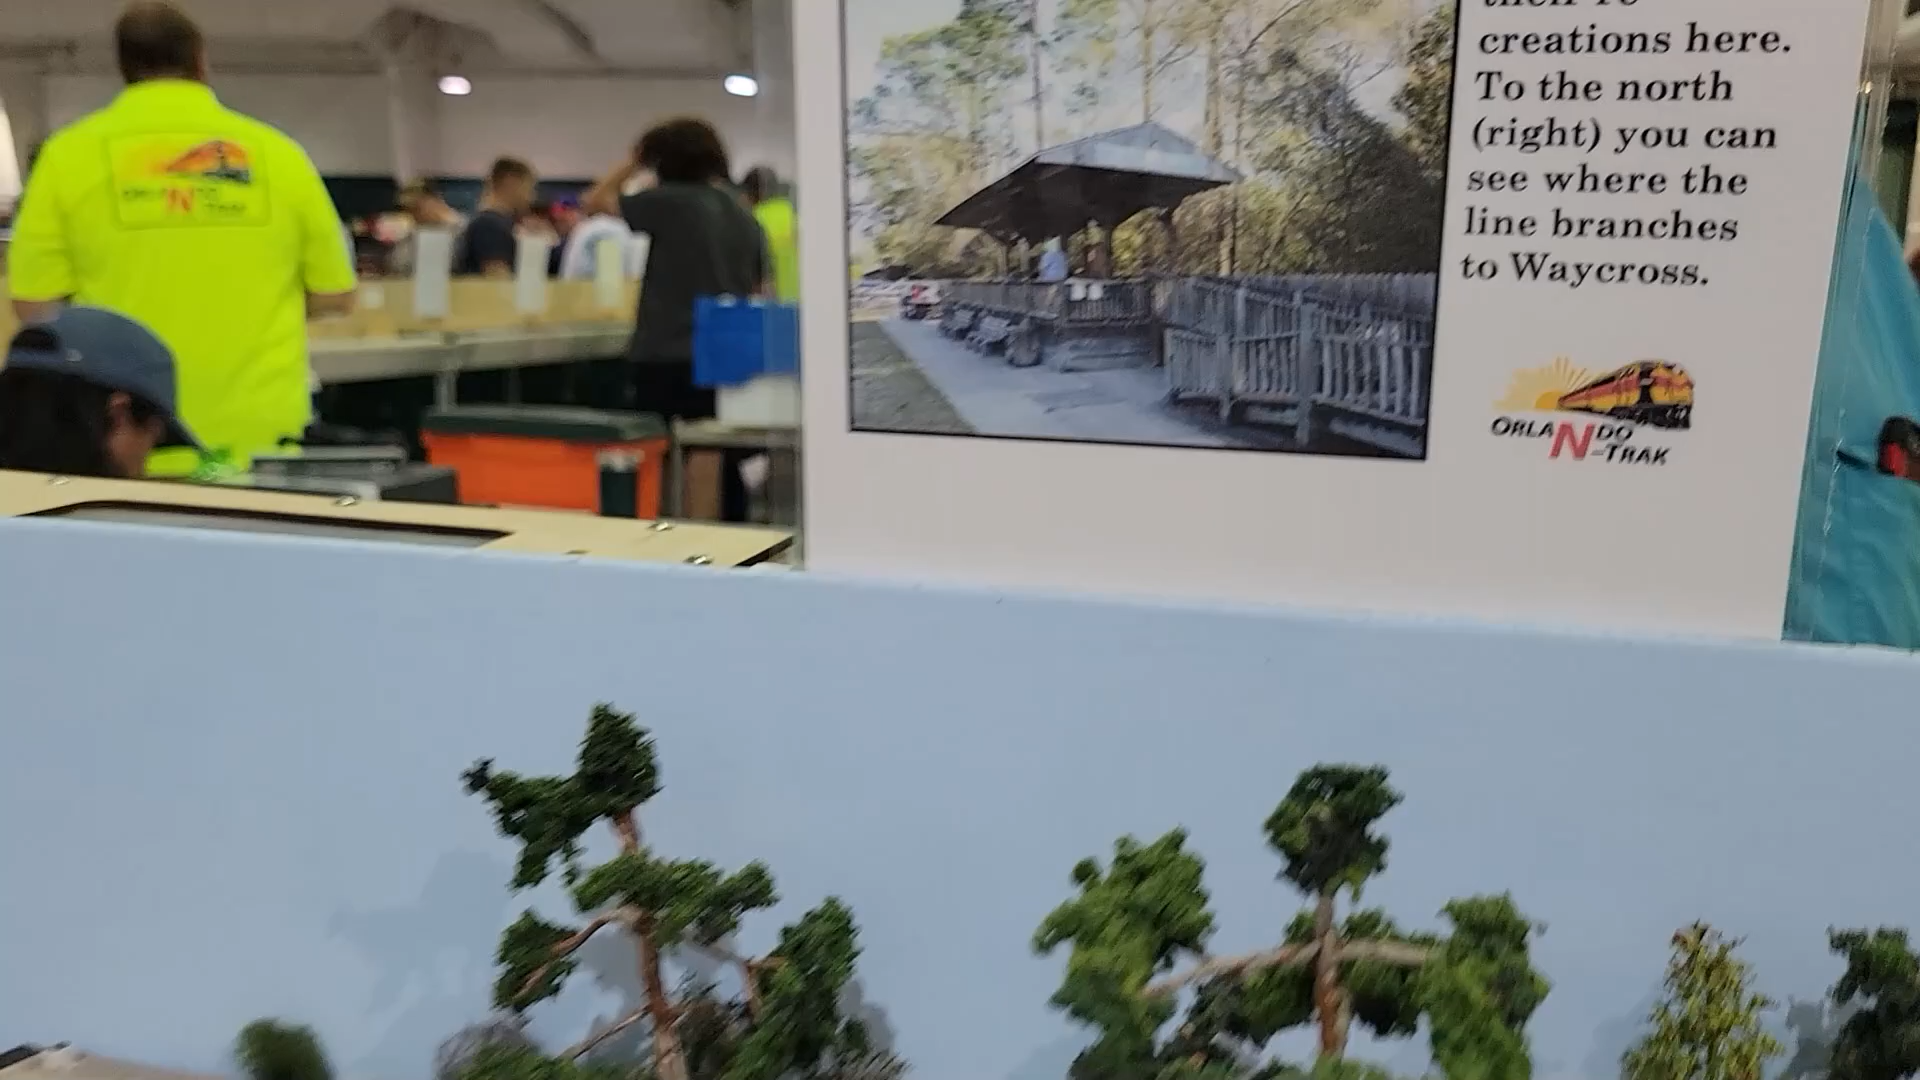 creations here.
To the north
(right) you can
see where the
line branches
to Waycross.
ORLANDO
N-TRAK